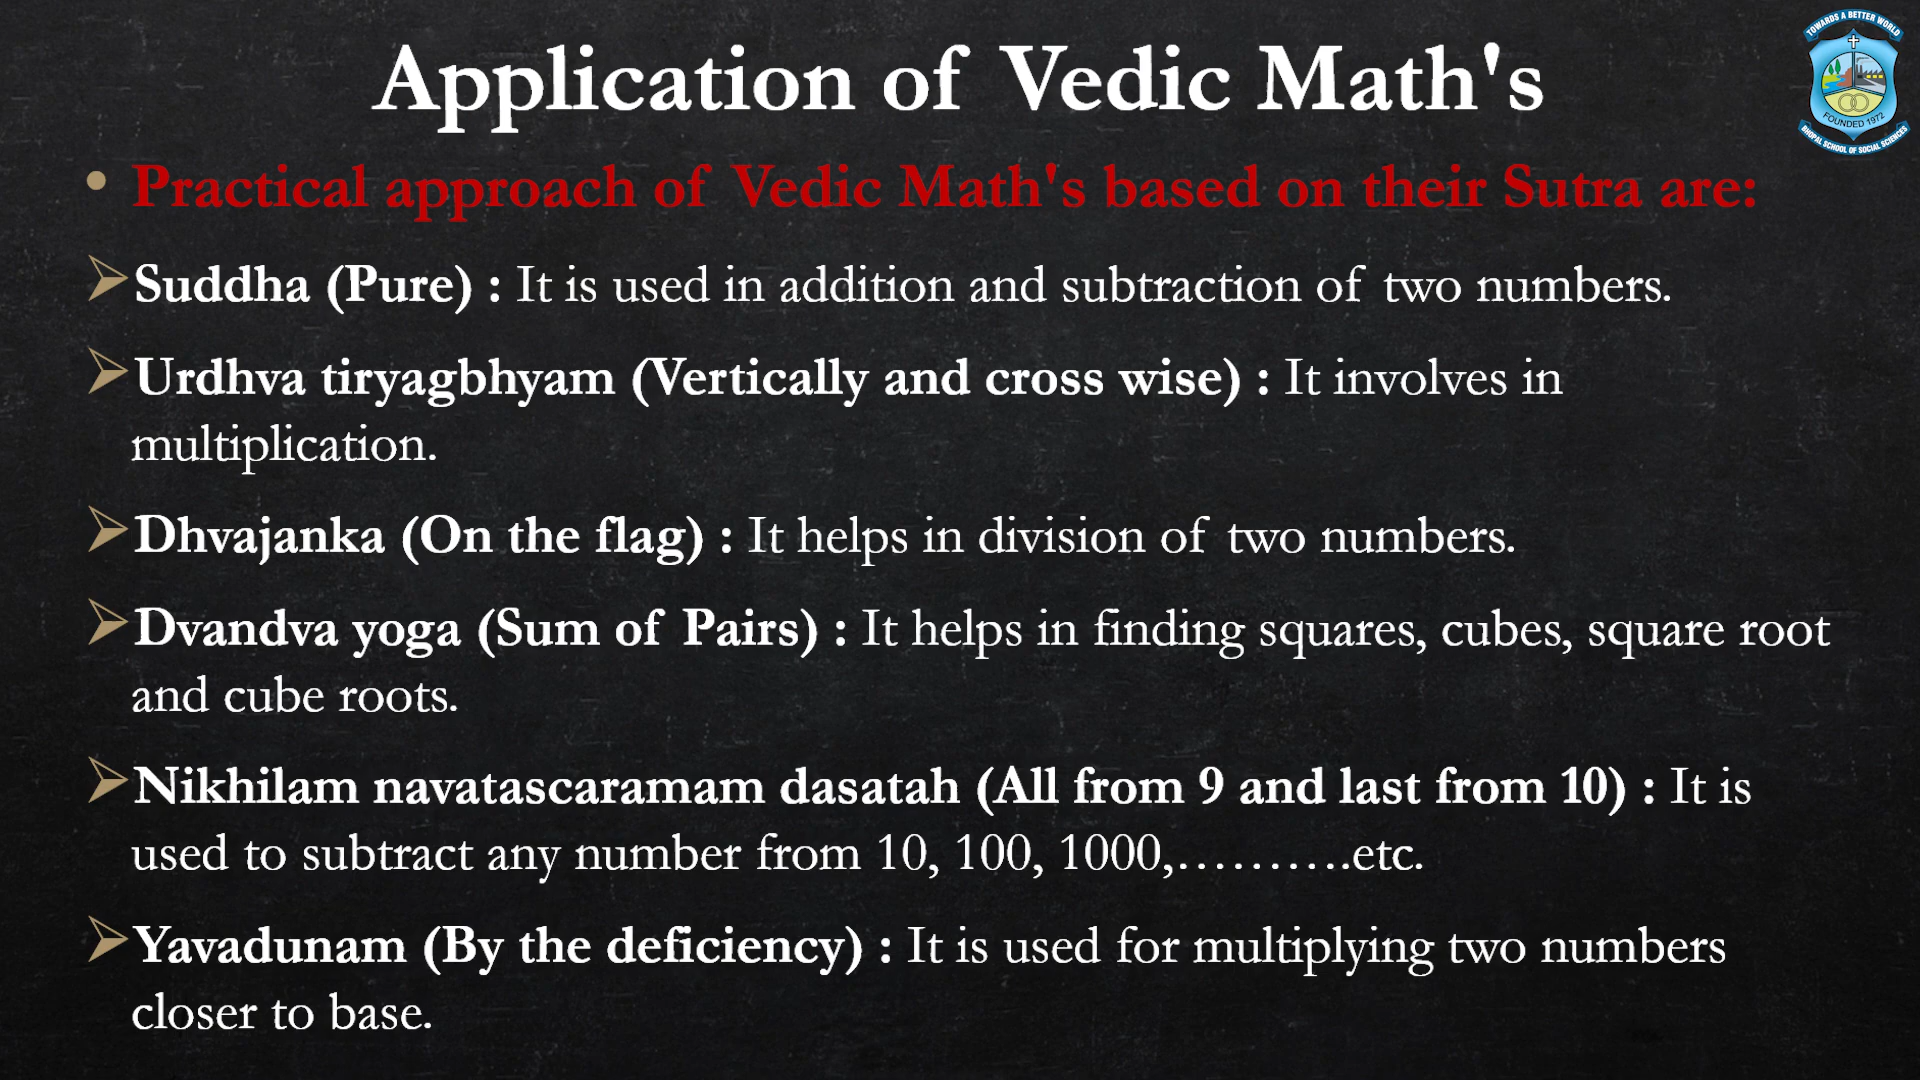 Application of Vedic Math's
TOWARDS A BETTER WORLD
FOUNDED 1972
BHOPAL SCHOOL OF SOCIAL SCIENCES
• Practical approach of Vedic Math's based on their Sutra are:
Suddha (Pure) : It is used in addition and subtraction of two numbers.
Urdhva tiryagbhyam (Vertically and cross wise) : It involves in
multiplication.
Dhvajanka (On the flag) : It helps in division of two numbers.
Dvandva yoga (Sum of Pairs) : It helps in finding squares, cubes, square root
and cube roots.
Nikhilam navatascaramam dasatah (All from 9 and last from 10) : It is
used to subtract any number from 10, 100, 1000,……….etc.
Yavadunam (By the deficiency) : It is used for multiplying two numbers
closer to base.